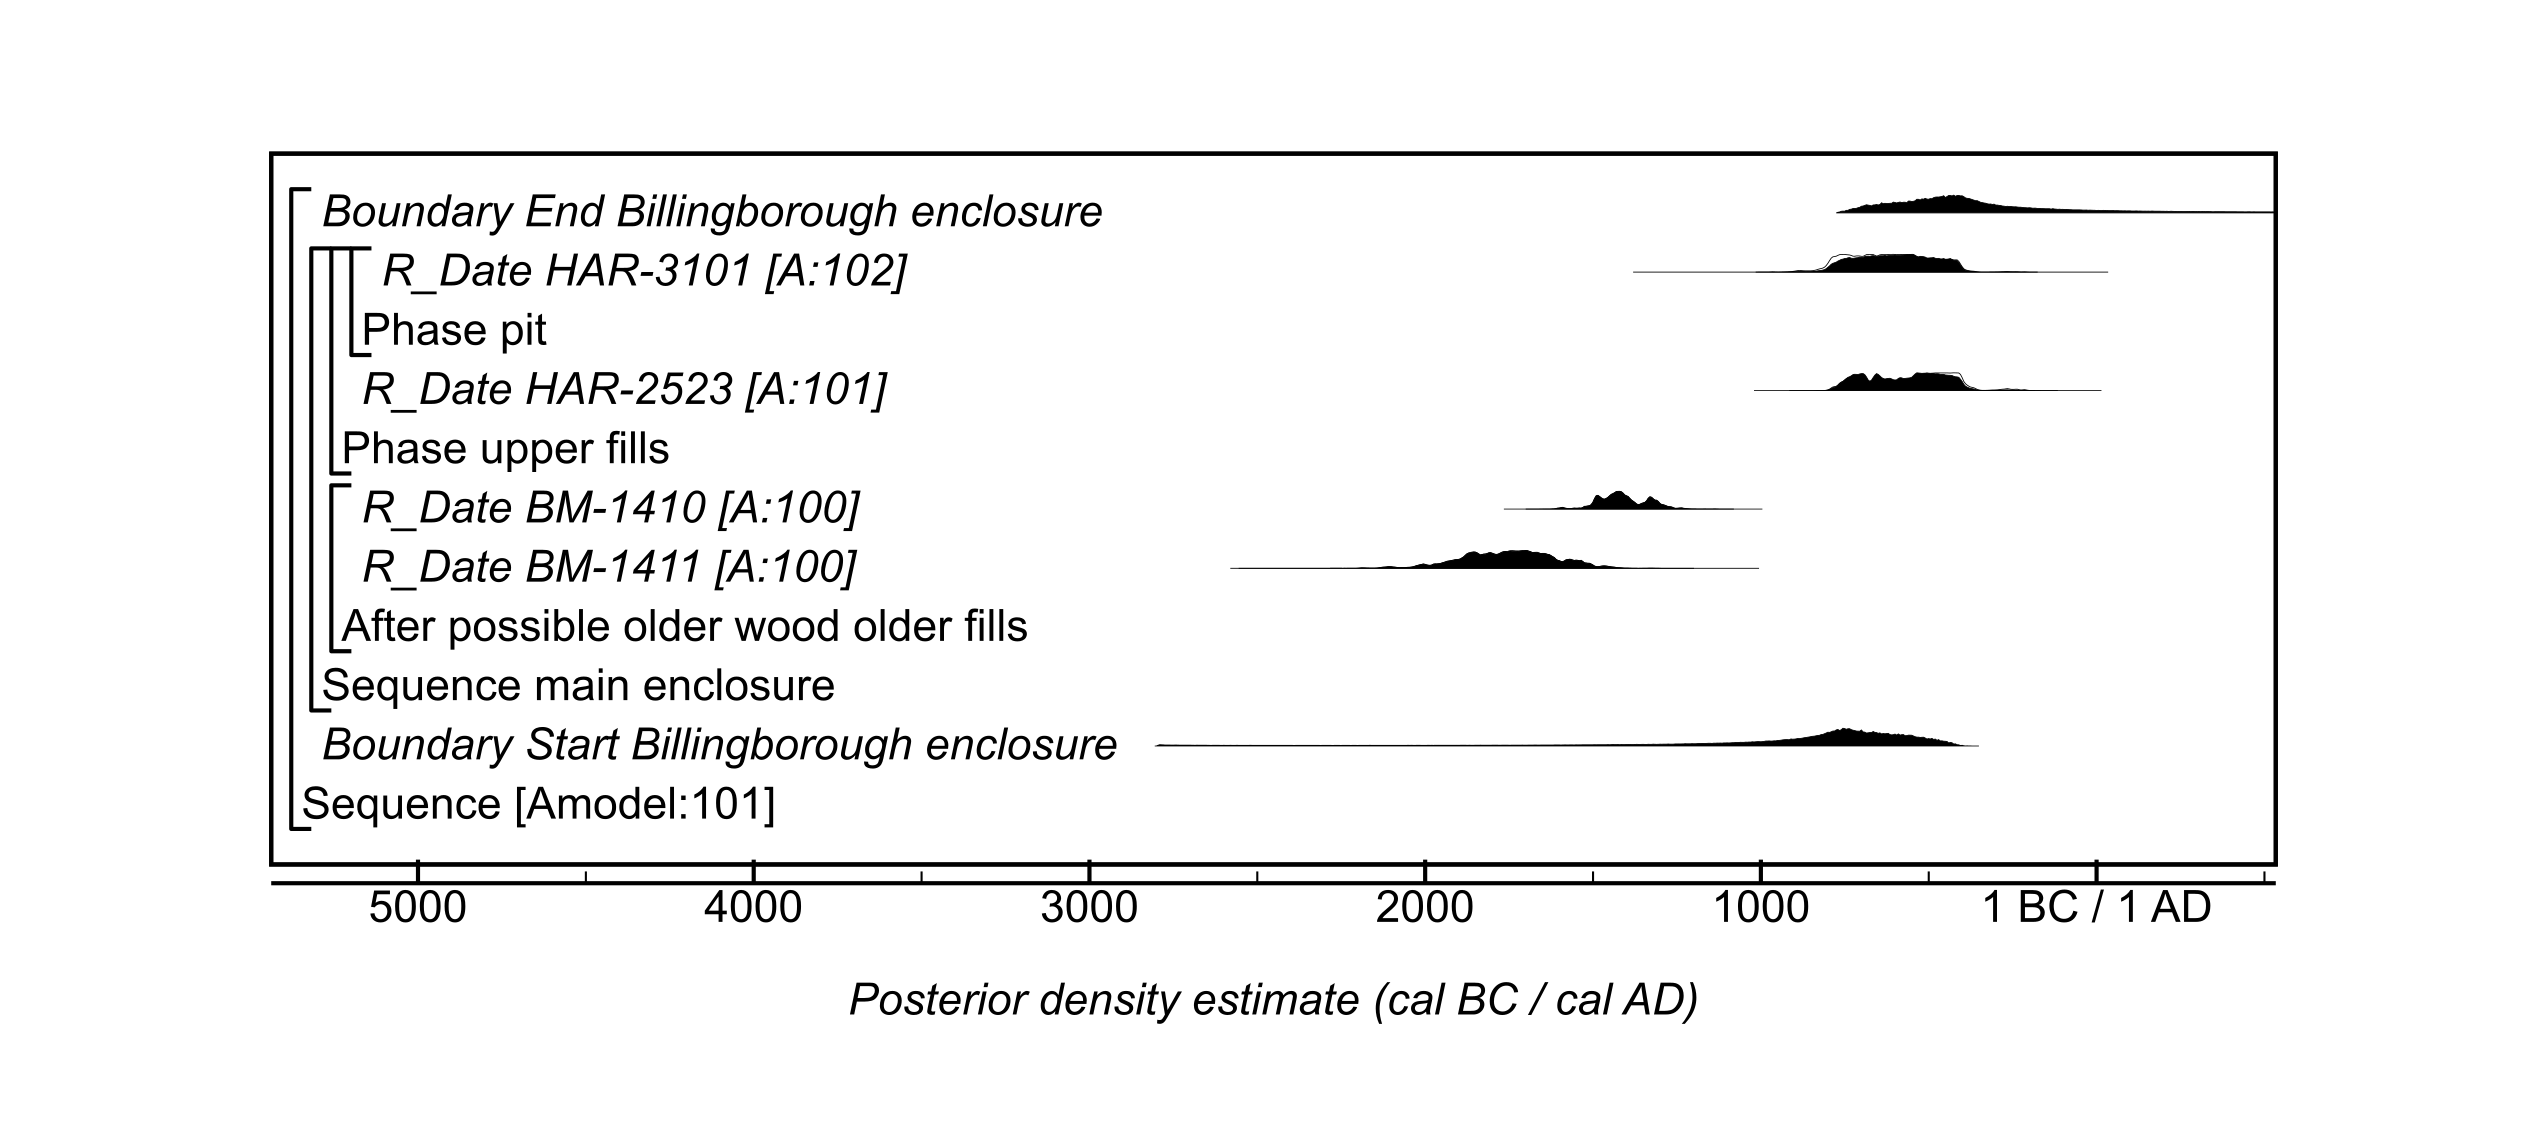 Boundary End Billingborough enclosure
R_Date HAR-3101 [A:102]
Phase pit
R_Date HAR-2523 [A:101]
Phase upper fills
R_Date BM-1410 [A:100]
R_Date BM-1411 [A:100]
After possible older wood older fills
Sequence main enclosure
Boundary Start Billingborough enclosure
Sequence [Amodel:101]
5000 4000 3000 2000 1000 1 BC / 1 AD
Posterior density estimate (cal BC / cal AD)